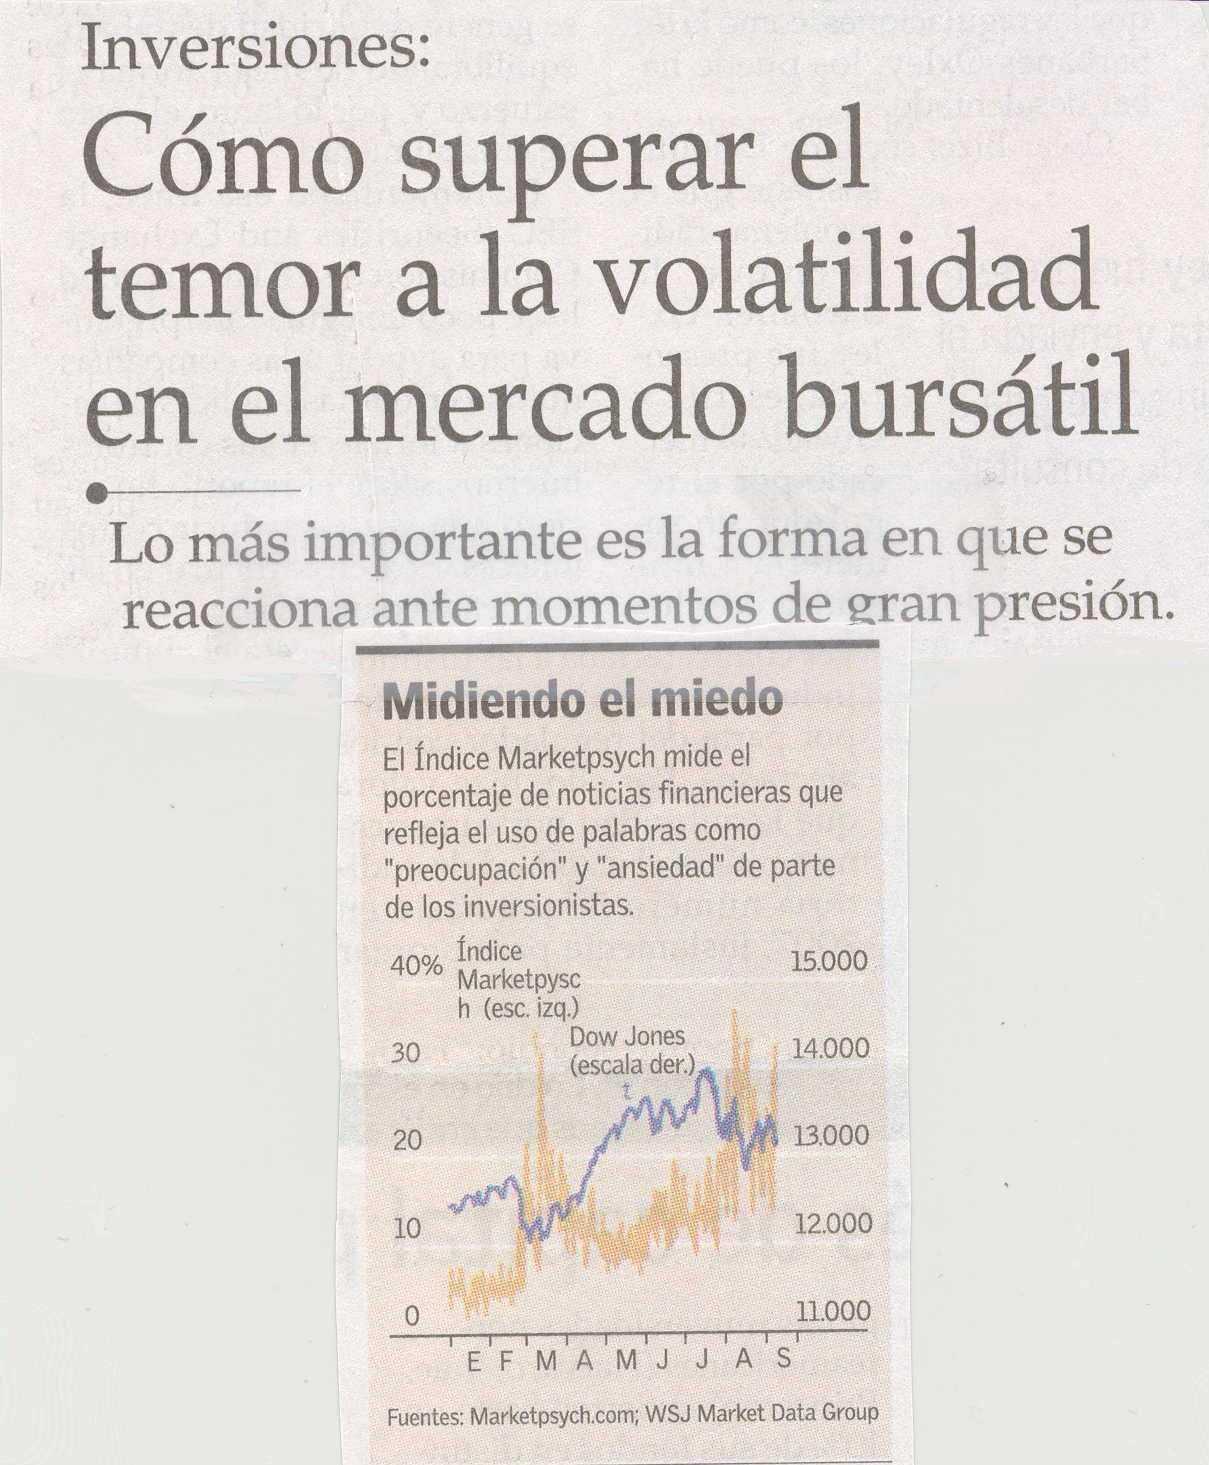 Inversiones:
Cómo superar el
temor a la volatilidad
en el mercado bursátil
Lo más importante es la forma en que se
reacciona ante momentos de gran presión.
Midiendo el miedo
El Índice Marketpsych mide el
porcentaje de noticias financieras que
refleja el uso de palabras como
"preocupación" y "ansiedad" de parte
de los inversionistas.
40%
Índice
Marketpysc
h (esc. izq.)
15.000
Dow Jones
(escala der.)
30
14.000
20
13.000
10
12.000
0
11.000
E F M A M J J A S
Fuentes: Marketpsych.com; WSJ Market Data Group